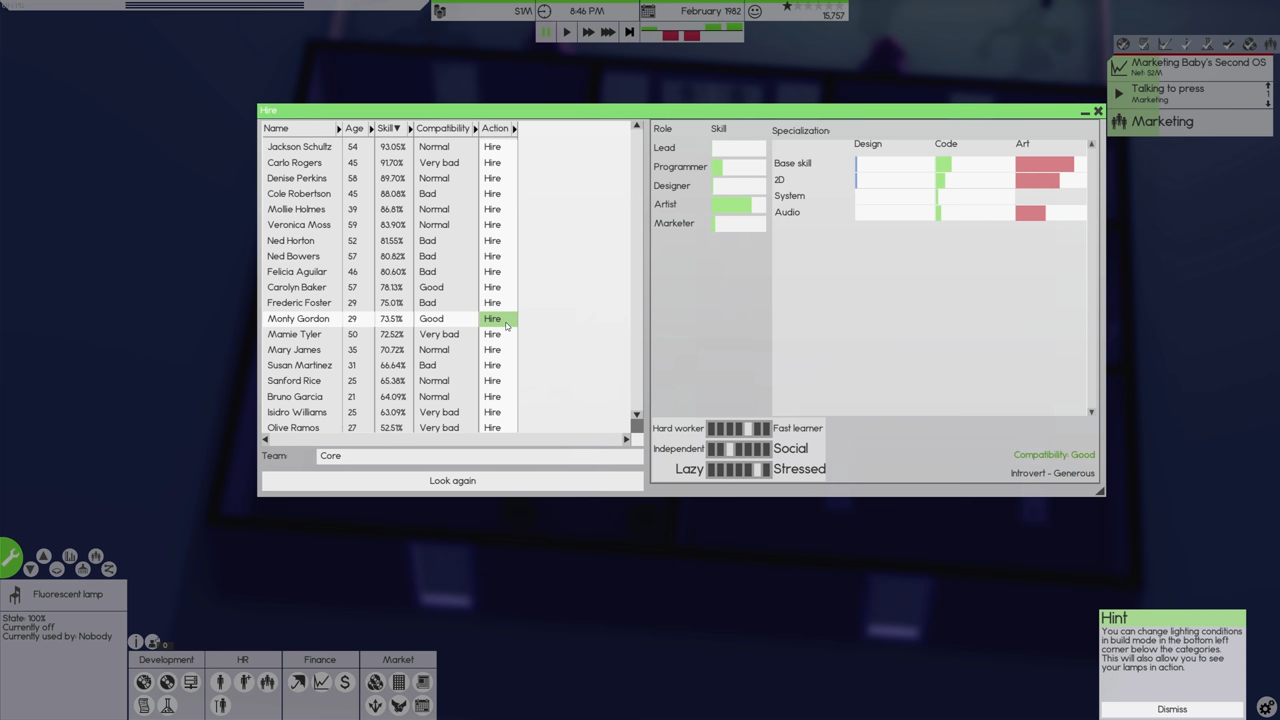 $1M
8:46 PM
February 1982
15,757
Marketing Baby's Second OS
Net: $2M
Talking to press
Marketing
1
Marketing
Hire
Name Age Skill▼ Compatibility Action
Jackson Schultz 54 93.05% Normal Hire
Carlo Rogers 45 91.70% Very bad Hire
Denise Perkins 58 89.70% Normal Hire
Cole Robertson 45 88.08% Bad Hire
Mollie Holmes 39 86.81% Normal Hire
Veronica Moss 59 83.90% Normal Hire
Ned Horton 52 81.55% Bad Hire
Ned Bowers 57 80.82% Bad Hire
Felicia Aguilar 46 80.60% Bad Hire
Carolyn Baker 57 78.13% Good Hire
Frederic Foster 29 75.01% Bad Hire
Monty Gordon 29 73.51% Good Hire
Mamie Tyler 50 72.52% Very bad Hire
Mary James 35 70.72% Normal Hire
Susan Martinez 31 66.64% Bad Hire
Sanford Rice 25 65.38% Normal Hire
Bruno Garcia 21 64.09% Normal Hire
Isidro Williams 25 63.09% Very bad Hire
Olive Ramos 27 52.51% Very bad Hire
Team: Core
Look again
Role Skill
Lead
Programmer
Designer
Artist
Marketer
Specialization
Design Code Art
Base skill
2D
System
Audio
Hard worker Fast learner
Independent Social
Lazy Stressed
Compatibility: Good
Introvert - Generous
Fluorescent lamp
State: 100%
Currently off
Currently used by: Nobody
0
Development HR Finance Market
Hint
You can change lighting conditions
in build mode in the bottom left
corner below the categories.
This will also allow you to see
your lamps in action.
Dismiss